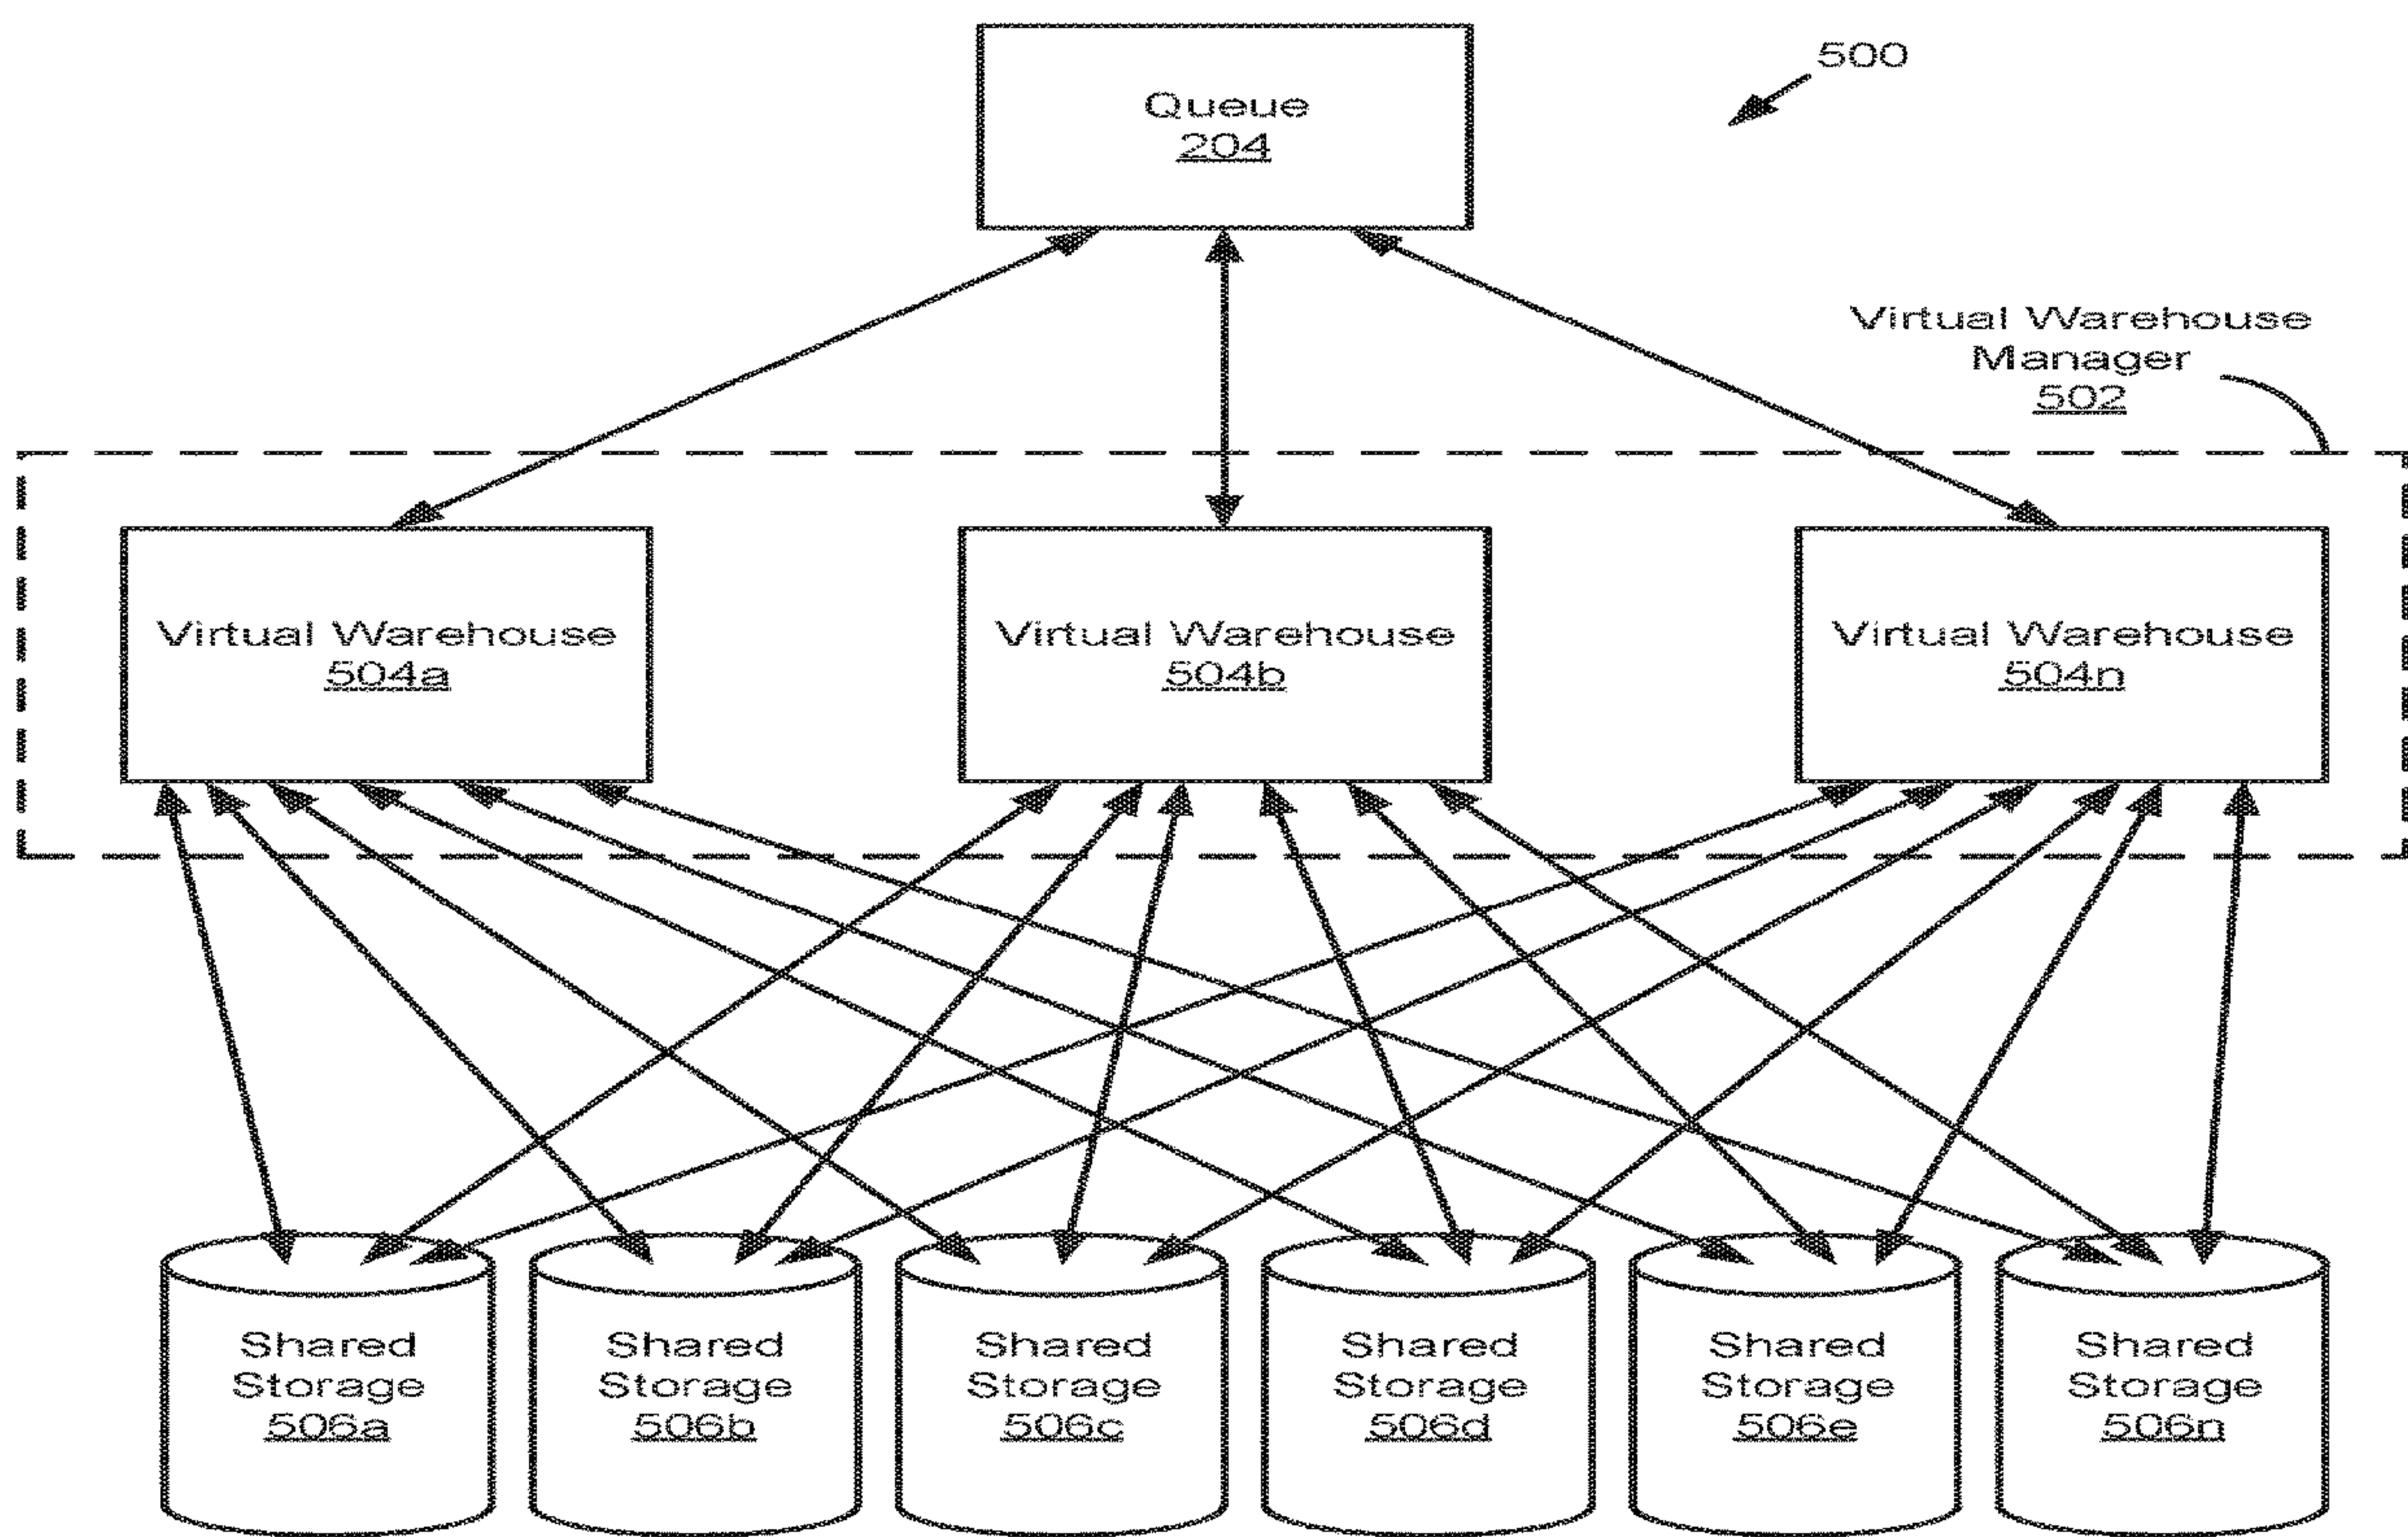 500
Queue
204
Virtual Warehouse
Manager
502
Virtual Warehouse
504a
Virtual Warehouse
504b
Virtual Warehouse
504n
Shared
Storage
506a
Shared
Storage
506b
Shared
Storage
506c
Shared
Storage
506d
Shared
Storage
506e
Shared
Storage
506n